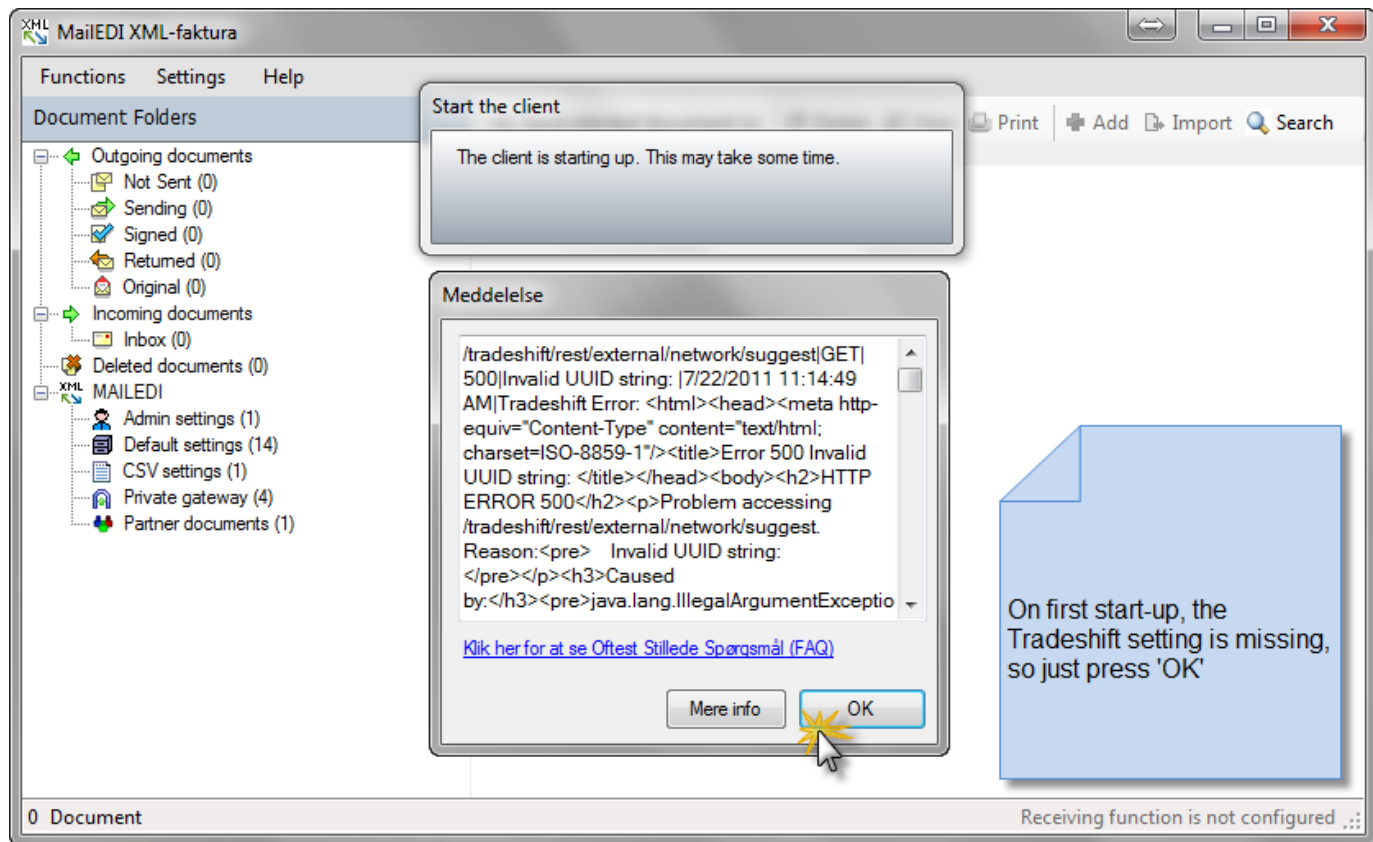 XML MailEDI XML-faktura
Functions Settings Help
Document Folders
Print Add Import Search
Outgoing documents
Not Sent (0)
Sending (0)
Signed (0)
Returned (0)
Original (0)
Incoming documents
Inbox (0)
Deleted documents (0)
XML MAILEDI
Admin settings (1)
Default settings (14)
CSV settings (1)
Private gateway (4)
Partner documents (1)
Start the client
The client is starting up. This may take some time.
Meddelelse
/tradeshift/rest/external/network/suggest|GET|
500|Invalid UUID string: |7/22/2011 11:14:49
AM|Tradeshift Error: <html><head><meta http-
equiv="Content-Type" content="text/html;
charset=ISO-8859-1"/><title>Error 500 Invalid
UUID string: </title></head><body><h2>HTTP
ERROR 500</h2><p>Problem accessing
/tradeshift/rest/external/network/suggest.
Reason:<pre>    Invalid UUID string:
</pre></p><h3>Caused
by:</h3><pre>java.lang.IllegalArgumentExceptio
Klik her for at se Oftest Stillede Spørgsmål (FAQ)
Mere info OK
On first start-up, the
Tradeshift setting is missing,
so just press 'OK'
0 Document
Receiving function is not configured